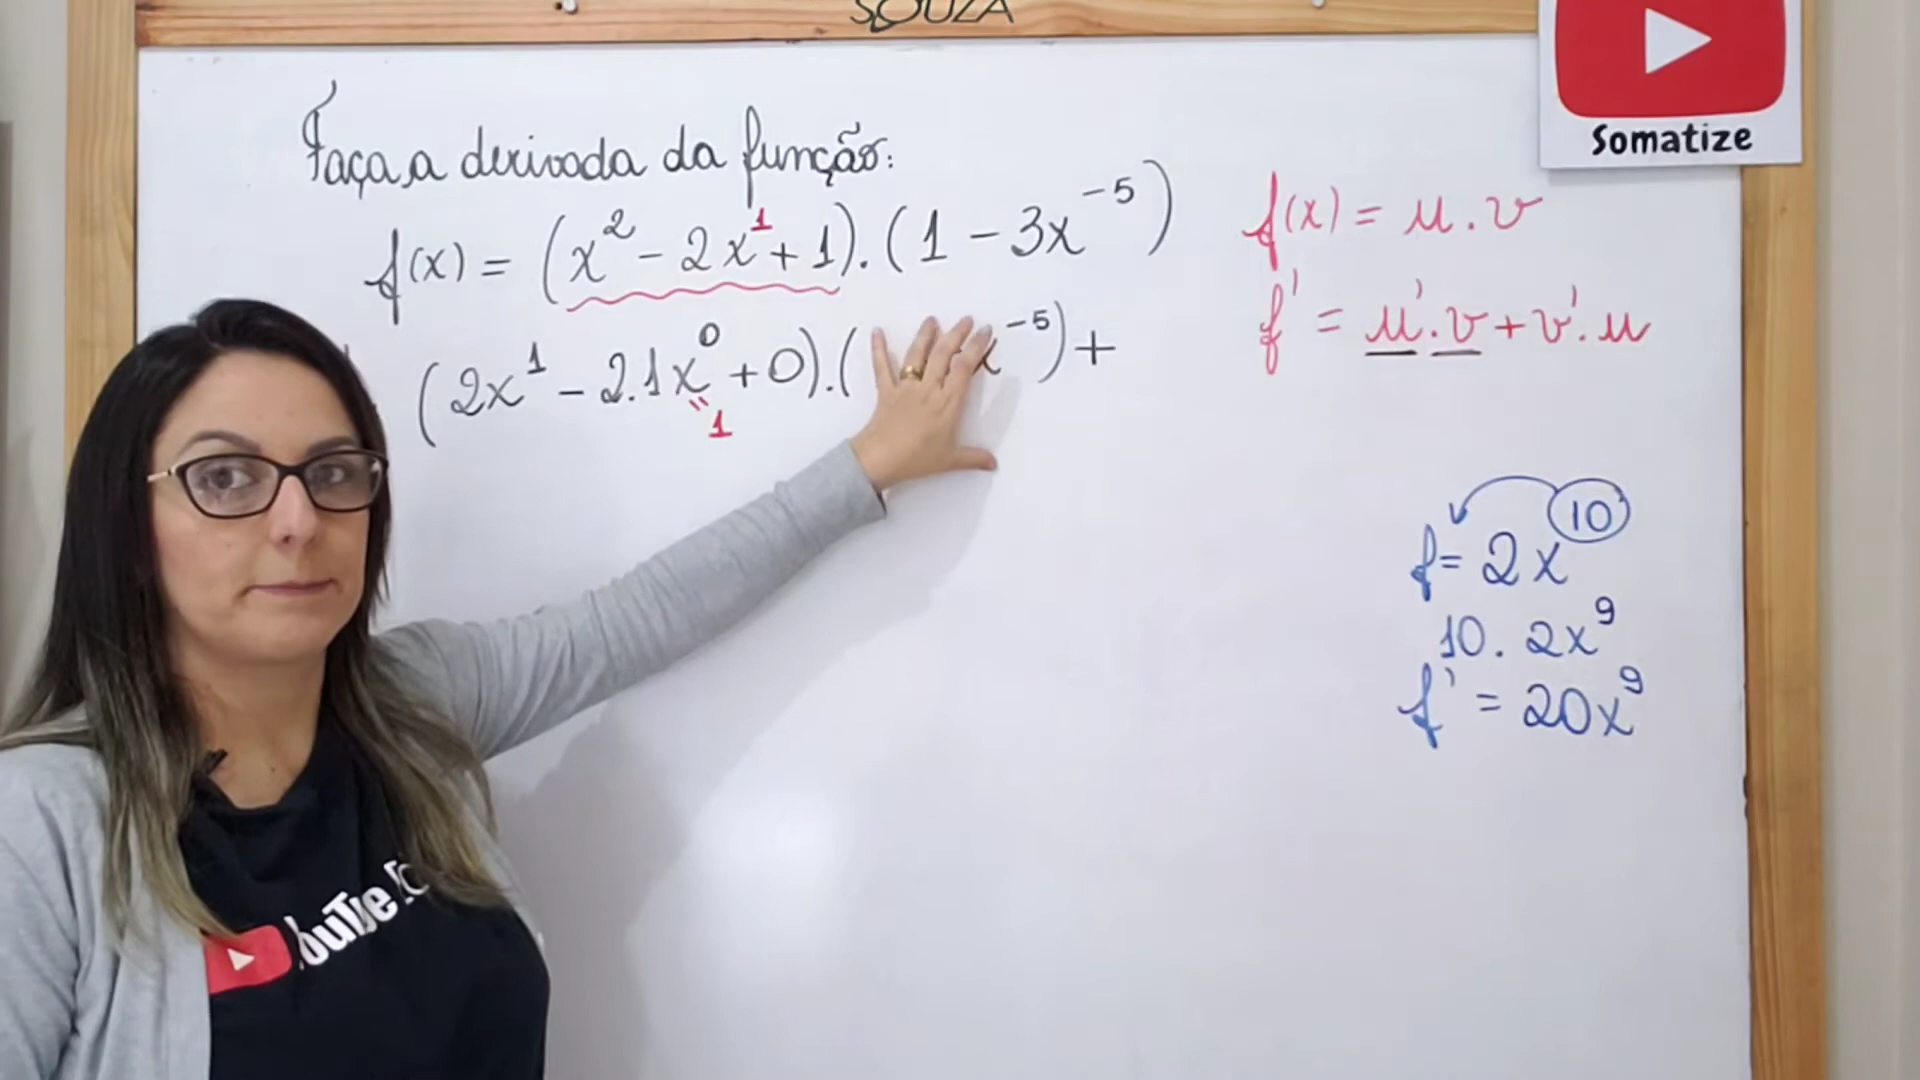 SOUZA
Somatize
Faça a derivada da função:
f(x) = (x² - 2x¹ + 1).(1 - 3x⁻⁵)
(2x¹ - 2.1x⁰ + 0).( x⁻⁵) +
" 1
f(x) = u.v
f' = u'.v + v'.u
f = 2x¹⁰
10. 2x⁹
f' = 20x⁹
YouTube